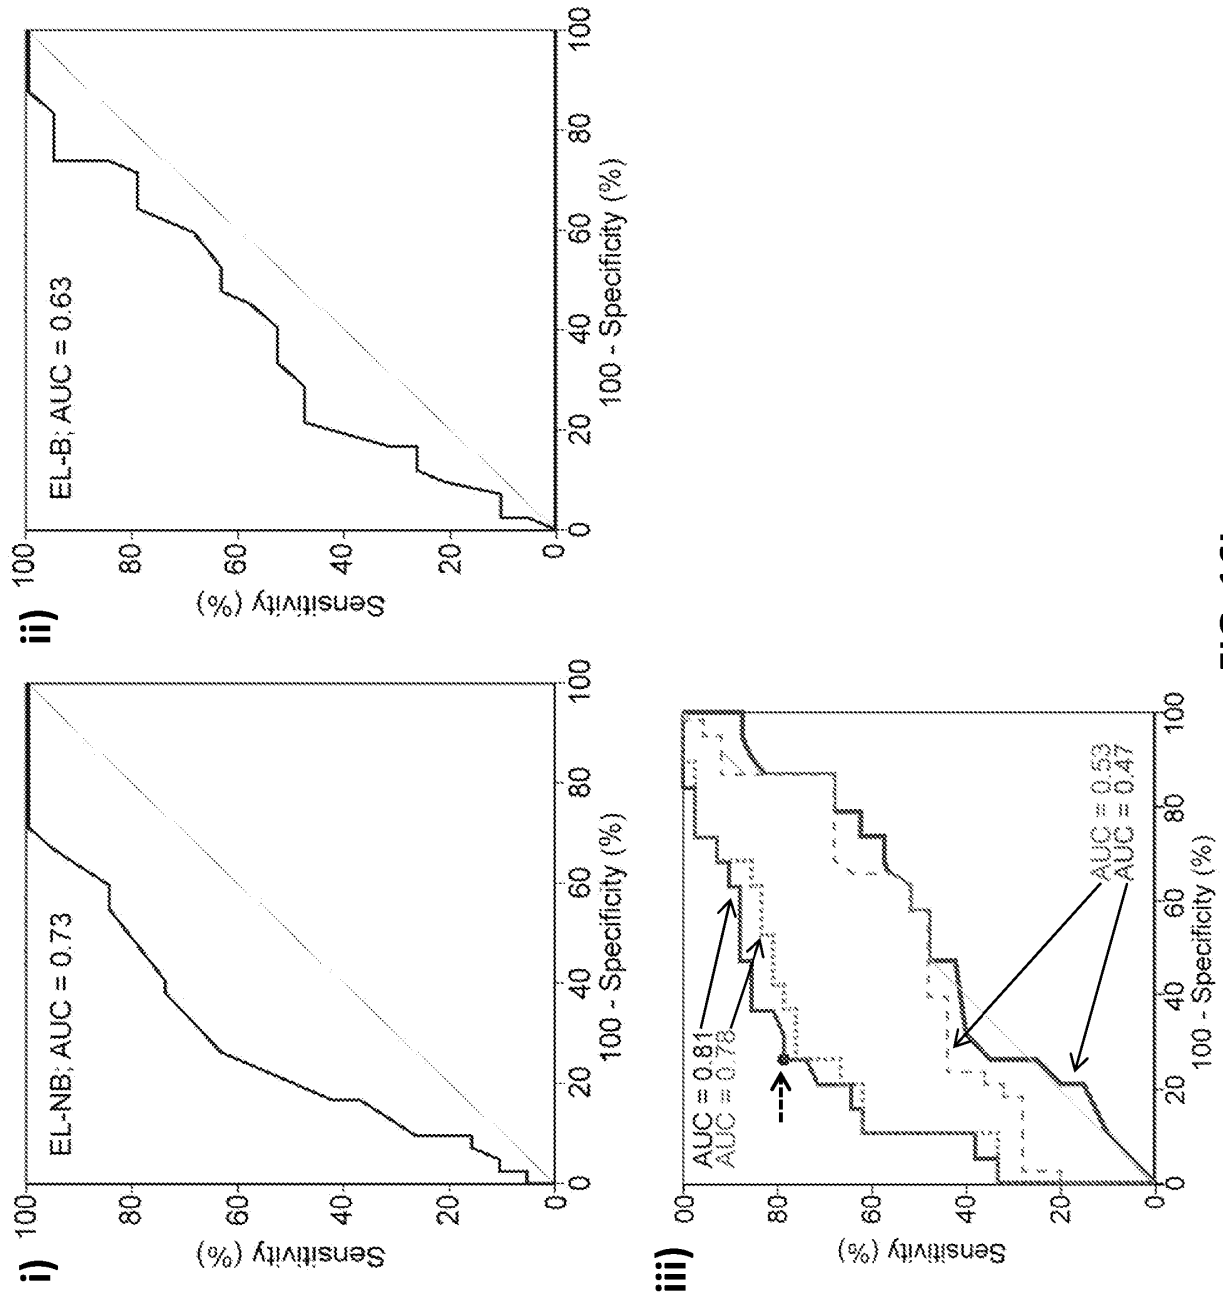 i)
EL-NB; AUC = 0.73
Sensitivity (%)
100
80
60
40
20
0
0
20
40
60
80
100
100 - Specificity (%)
ii)
EL-B; AUC = 0.63
Sensitivity (%)
100
80
60
40
20
0
0
20
40
60
80
100
100 - Specificity (%)
iii)
AUC = 0.81
AUC = 0.78
AUC = 0.53
AUC = 0.47
Sensitivity (%)
00
80
60
40
20
0
0
20
40
60
80
100
100 - Specificity (%)